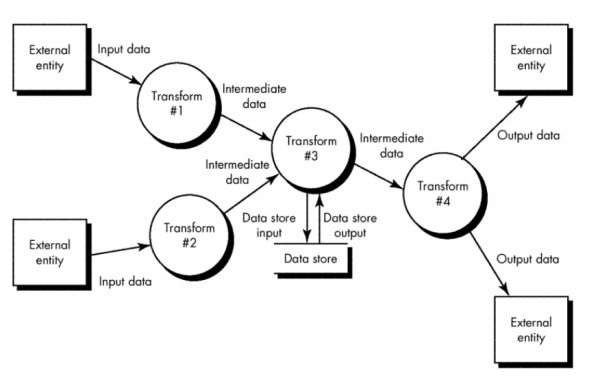 External
entity
Input data
Transform
#1
Intermediate
data
Transform
#3
Intermediate
data
Intermediate
data
Transform
#4
External
entity
Output data
External
entity
Input data
Transform
#2
Data store
input
Data store
output
Data store
Output data
External
entity